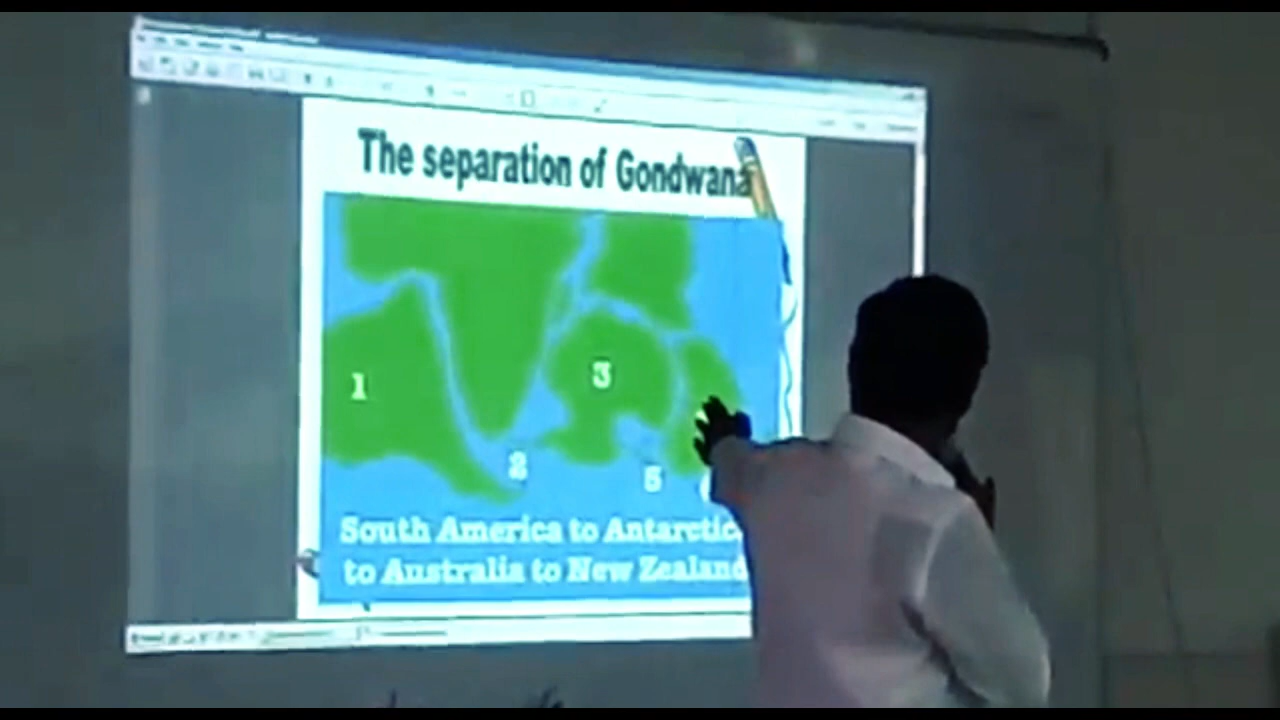 The separation of Gondwana
1
3
2
5
South America to Antarctic
to Australia to New Zealand